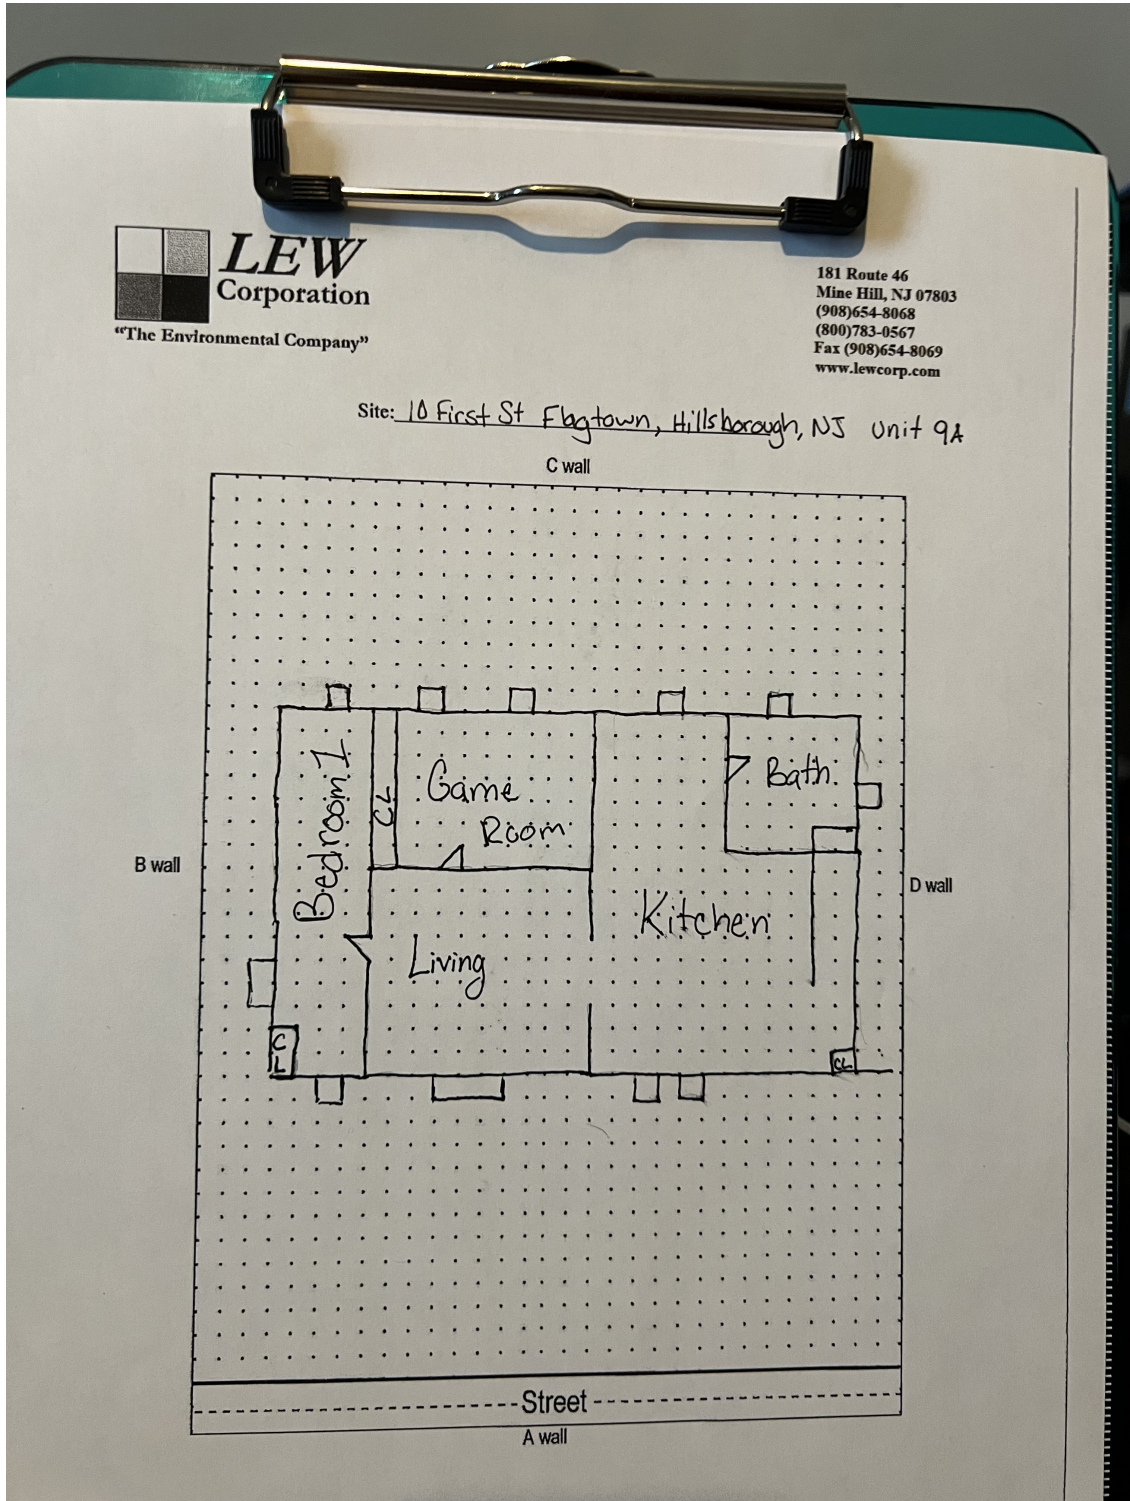 LEW
Corporation
"The Environmental Company"
181 Route 46
Mine Hill, NJ 07803
(908)654-8068
(800)783-0567
Fax (908)654-8069
www.lewcorp.com
Site: 10 First St Flagtown, Hillsborough, NJ Unit 9A
C wall
Bedroom 1
CL
Game
Room
Bath
B wall
D wall
Kitchen
Living
CL
CL
Street
A wall